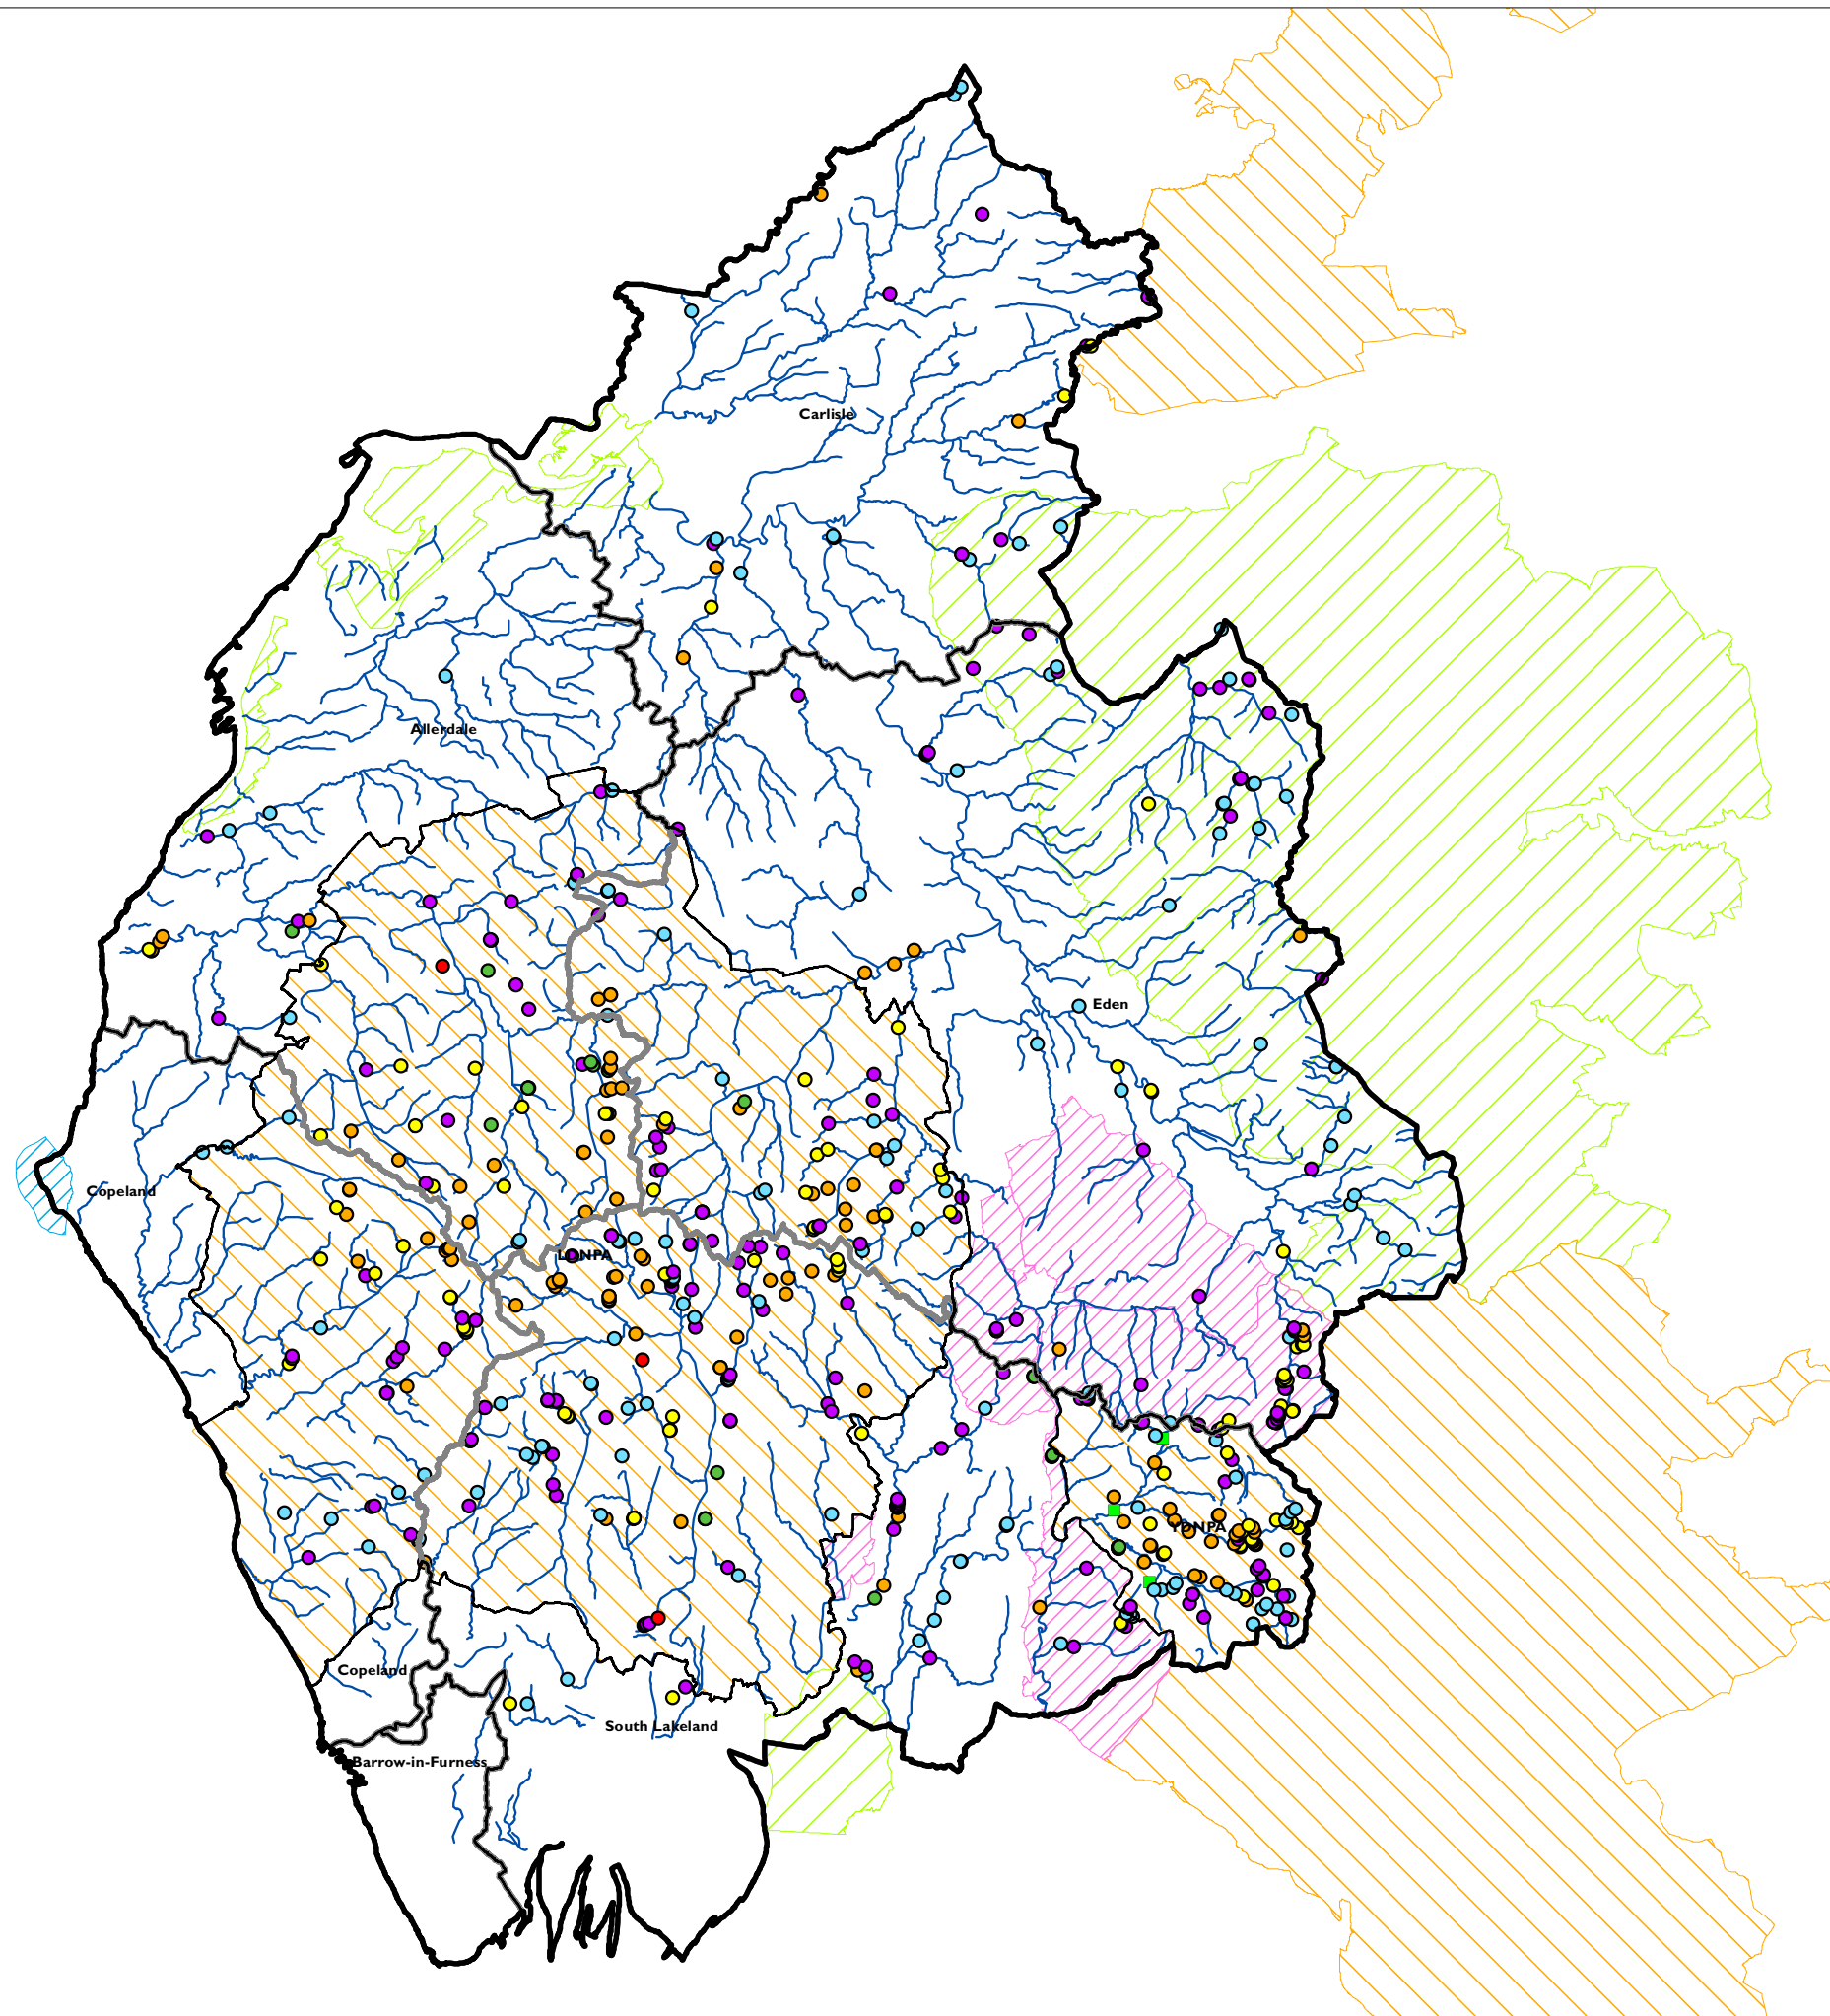 Carlisle
Allerdale
Eden
Copeland
LDNPA
YDNPA
Copeland
South Lakeland
Barrow-in-Furness